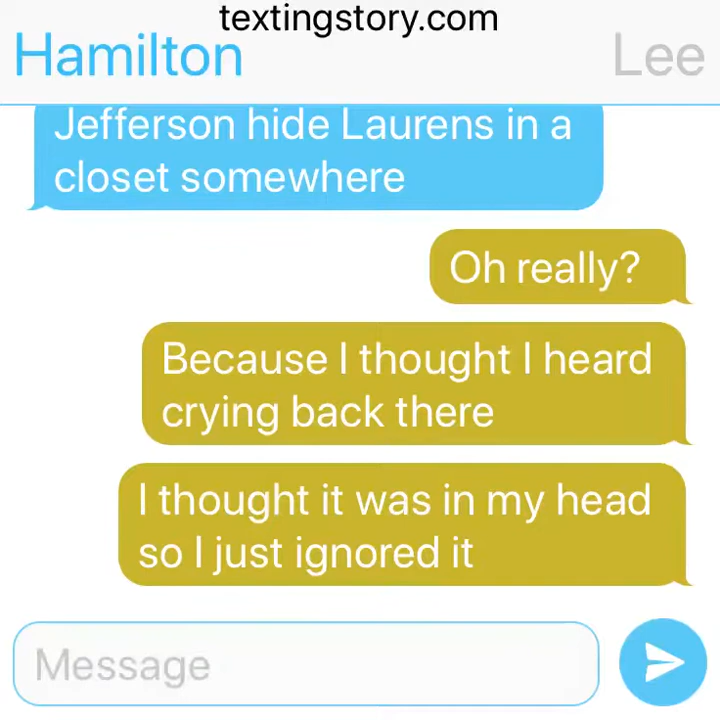 textingstory.com
Hamilton
Lee
Jefferson hide Laurens in a
closet somewhere
Oh really?
Because I thought I heard
crying back there
I thought it was in my head
so I just ignored it
Message